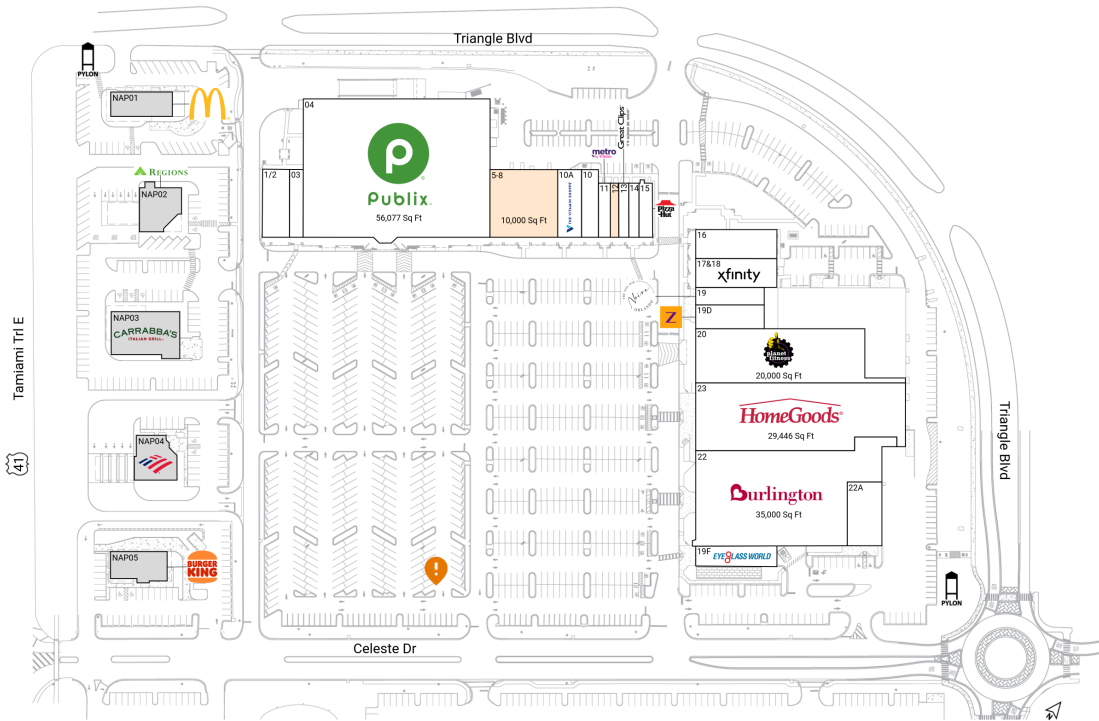 Triangle Blvd
PYLON
NAP01
REGIONS
NAP02
NAP03
CARRABBA'S
ITALIAN GRILL
NAP04
NAP05
BURGER
KING
Tamiami Trl E
41
04
Publix
56,077 Sq Ft
1/2
03
5-8
10,000 Sq Ft
10A
THE VITAMIN SHOPPE
10
metro
11
12
Great Clips
13
14
15
Pizza
Hut
16
17&18
xfinity
19
19D
Z
20
planet
fitness
20,000 Sq Ft
23
HomeGoods
29,446 Sq Ft
22
Burlington
35,000 Sq Ft
22A
19F
EYEGLASS WORLD
Triangle Blvd
PYLON
Celeste Dr